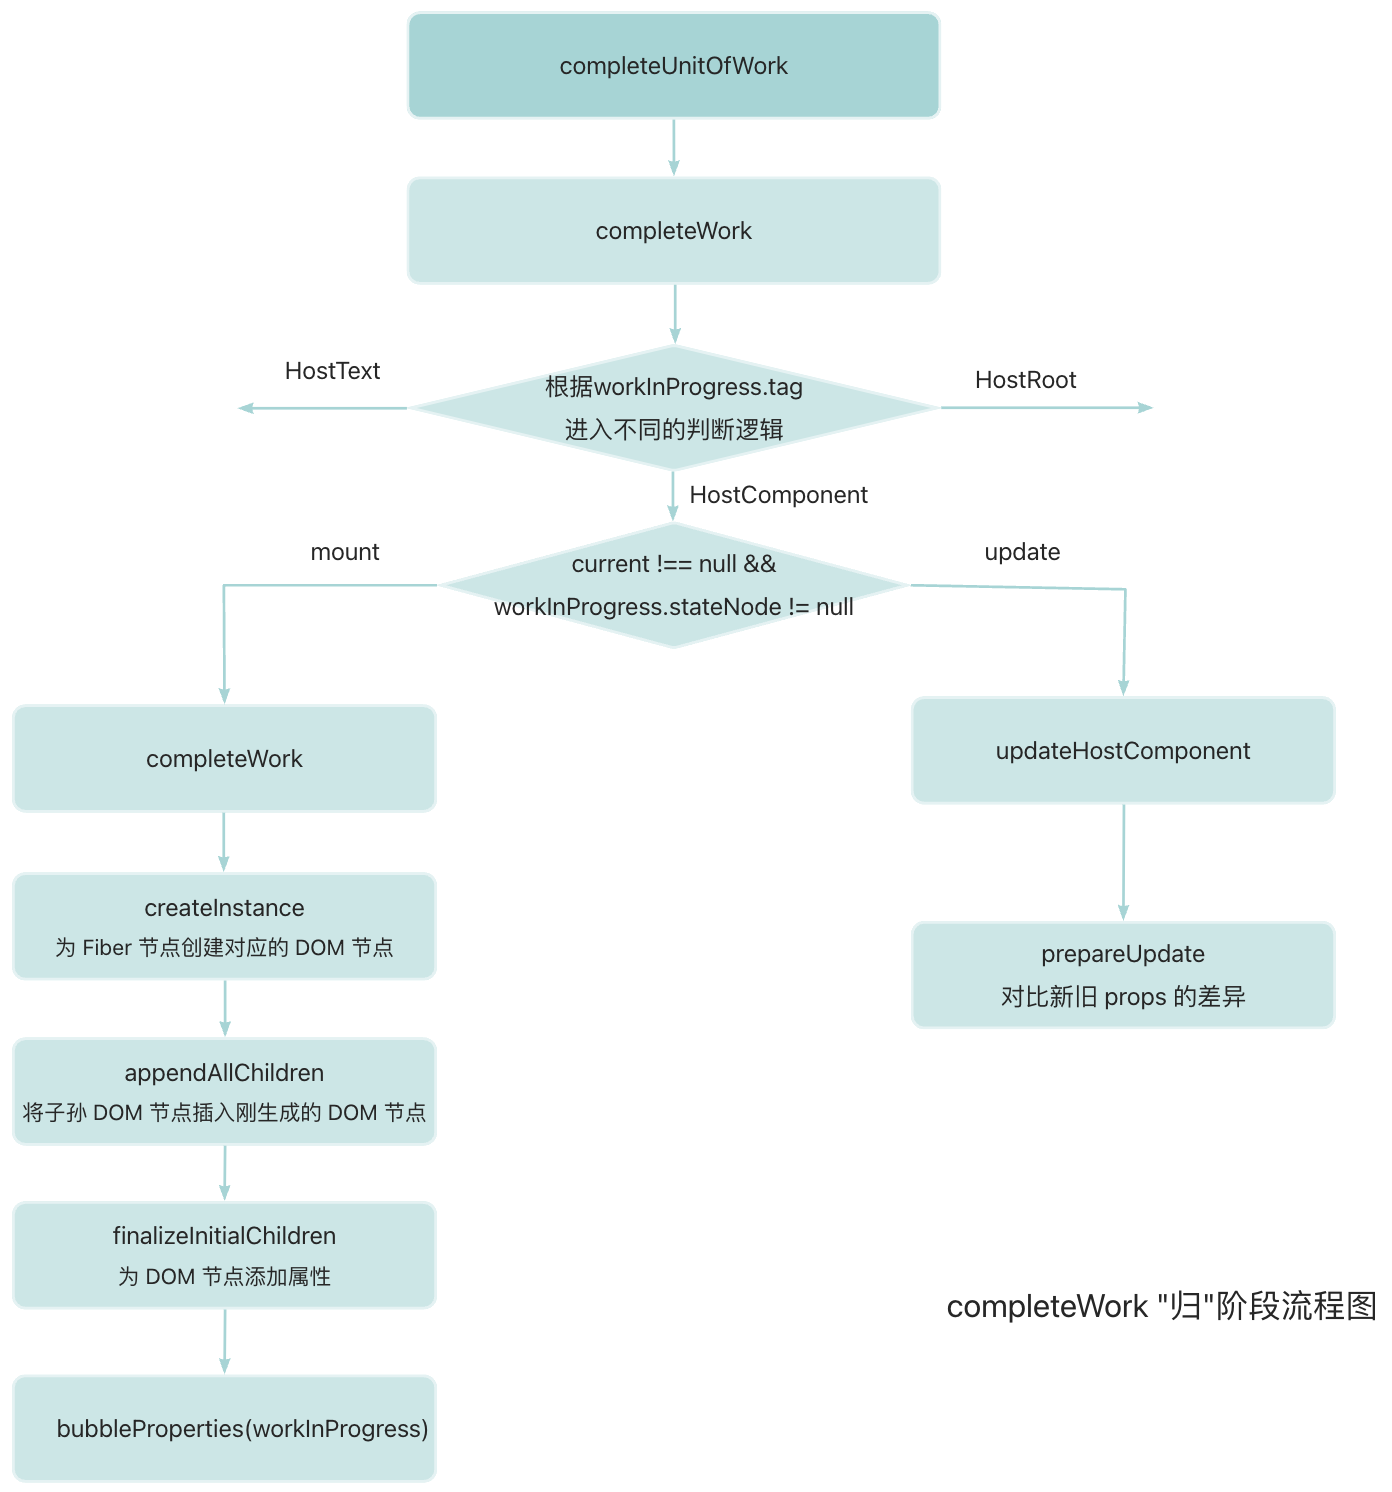 completeUnitOfWork
completeWork
HostText
根据workInProgress.tag
进入不同的判断逻辑
HostRoot
HostComponent
mount
current !== null &&
workInProgress.stateNode != null
update
completeWork
createInstance
为 Fiber 节点创建对应的 DOM 节点
appendAllChildren
将子孙 DOM 节点插入刚生成的 DOM 节点
finalizeInitialChildren
为 DOM 节点添加属性
bubbleProperties(workInProgress)
updateHostComponent
prepareUpdate
对比新旧 props 的差异
completeWork "归"阶段流程图